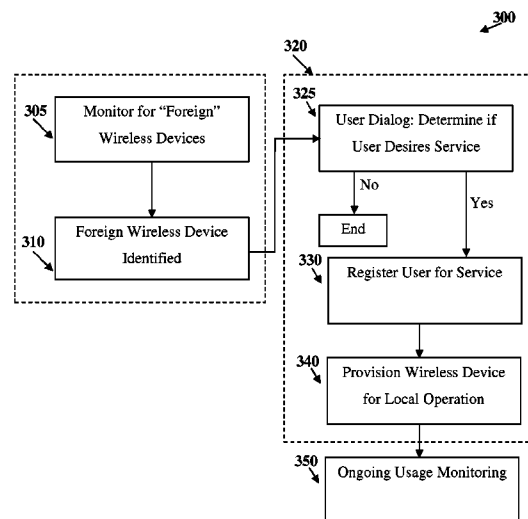 300
320
305
Monitor for “Foreign”
Wireless Devices
310
Foreign Wireless Device
Identified
325
User Dialog: Determine if
User Desires Service
No
Yes
End
330
Register User for Service
340
Provision Wireless Device
for Local Operation
350
Ongoing Usage Monitoring